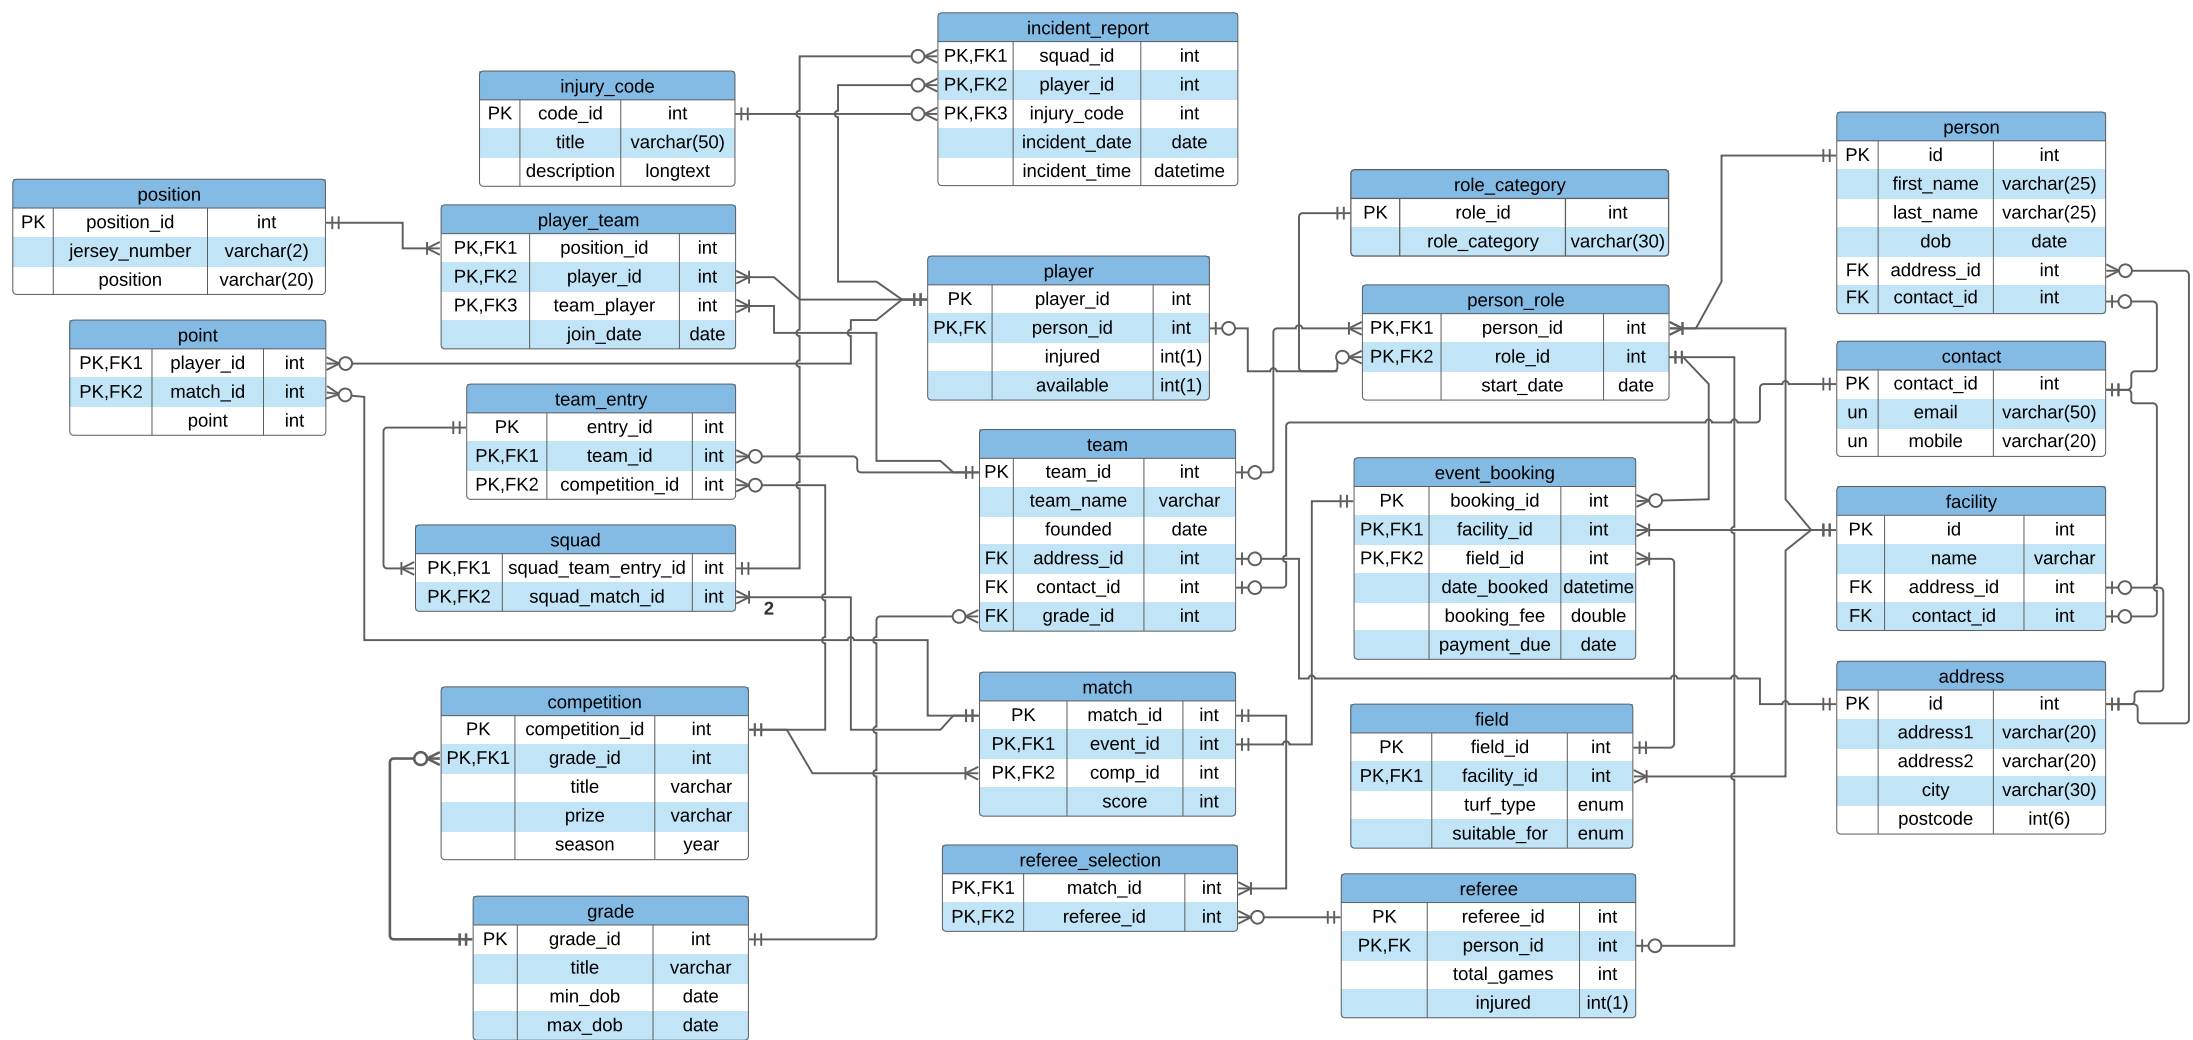 incident_report
PK,FK1 squad_id int
PK,FK2 player_id int
PK,FK3 injury_code int
incident_date date
incident_time datetime
injury_code
PK code_id int
title varchar(50)
description longtext
person
PK id int
first_name varchar(25)
last_name varchar(25)
dob date
FK address_id int
FK contact_id int
role_category
PK role_id int
role_category varchar(30)
position
PK position_id int
jersey_number varchar(2)
position varchar(20)
player_team
PK,FK1 position_id int
PK,FK2 player_id int
PK,FK3 team_player int
join_date date
player
PK player_id int
PK,FK person_id int
injured int(1)
available int(1)
person_role
PK,FK1 person_id int
PK,FK2 role_id int
start_date date
point
PK,FK1 player_id int
PK,FK2 match_id int
point int
contact
PK contact_id int
un email varchar(50)
un mobile varchar(20)
team_entry
PK entry_id int
PK,FK1 team_id int
PK,FK2 competition_id int
team
PK team_id int
team_name varchar
founded date
FK address_id int
FK contact_id int
FK grade_id int
event_booking
PK booking_id int
PK,FK1 facility_id int
PK,FK2 field_id int
date_booked datetime
booking_fee double
payment_due date
facility
PK id int
name varchar
FK address_id int
FK contact_id int
squad
PK,FK1 squad_team_entry_id int
PK,FK2 squad_match_id int
2
competition
PK competition_id int
PK,FK1 grade_id int
title varchar
prize varchar
season year
match
PK match_id int
PK,FK1 event_id int
PK,FK2 comp_id int
score int
field
PK field_id int
PK,FK1 facility_id int
turf_type enum
suitable_for enum
address
PK id int
address1 varchar(20)
address2 varchar(20)
city varchar(30)
postcode int(6)
referee_selection
PK,FK1 match_id int
PK,FK2 referee_id int
referee
PK referee_id int
PK,FK person_id int
total_games int
injured int(1)
grade
PK grade_id int
title varchar
min_dob date
max_dob date